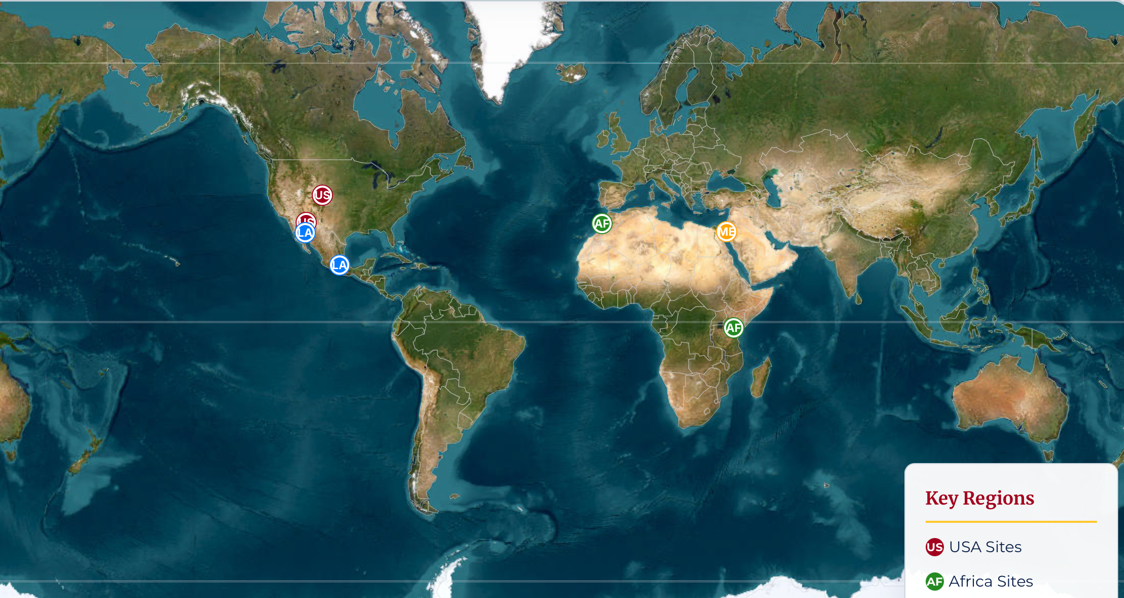 US
US
LA
LA
AF
ME
AF
Key Regions
US USA Sites
AF Africa Sites